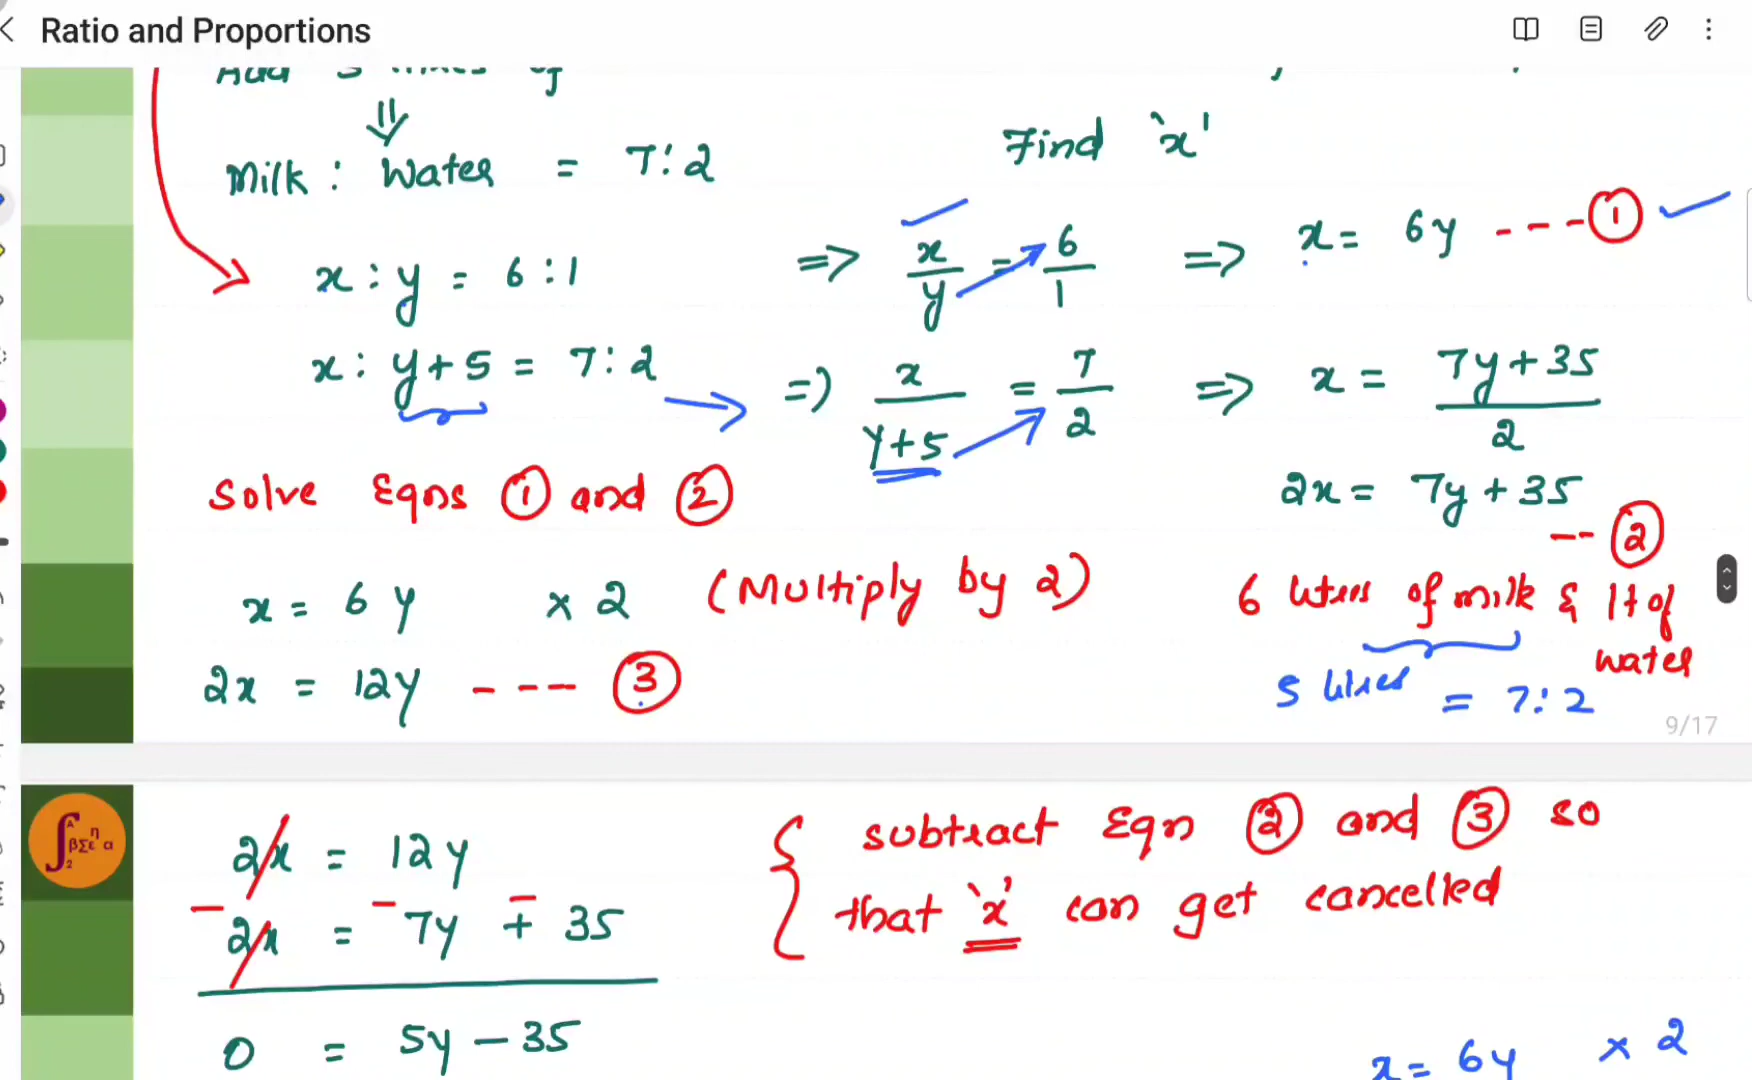 Ratio and Proportions
Milk : Water = 7:2
Find 'x'
x : y = 6 : 1 => x/y = 6/1 => x = 6y ---- ①
x : y + 5 = 7 : 2 => x/y+5 = 7/2 => x = 7y + 35/2
2x = 7y + 35
-- ②
Solve Eqns ① and ②
x = 6y × 2 (Multiply by 2)
2x = 12y ---- ③
6 liters of milk & 1 lt of
water
5 liters = 7:2
9/17
2x = 12y
- 2x = - 7y + - 35
0 = 5y - 35
{ subtract Eqn ② and ③ so
that 'x' can get cancelled
x = 6y × 2